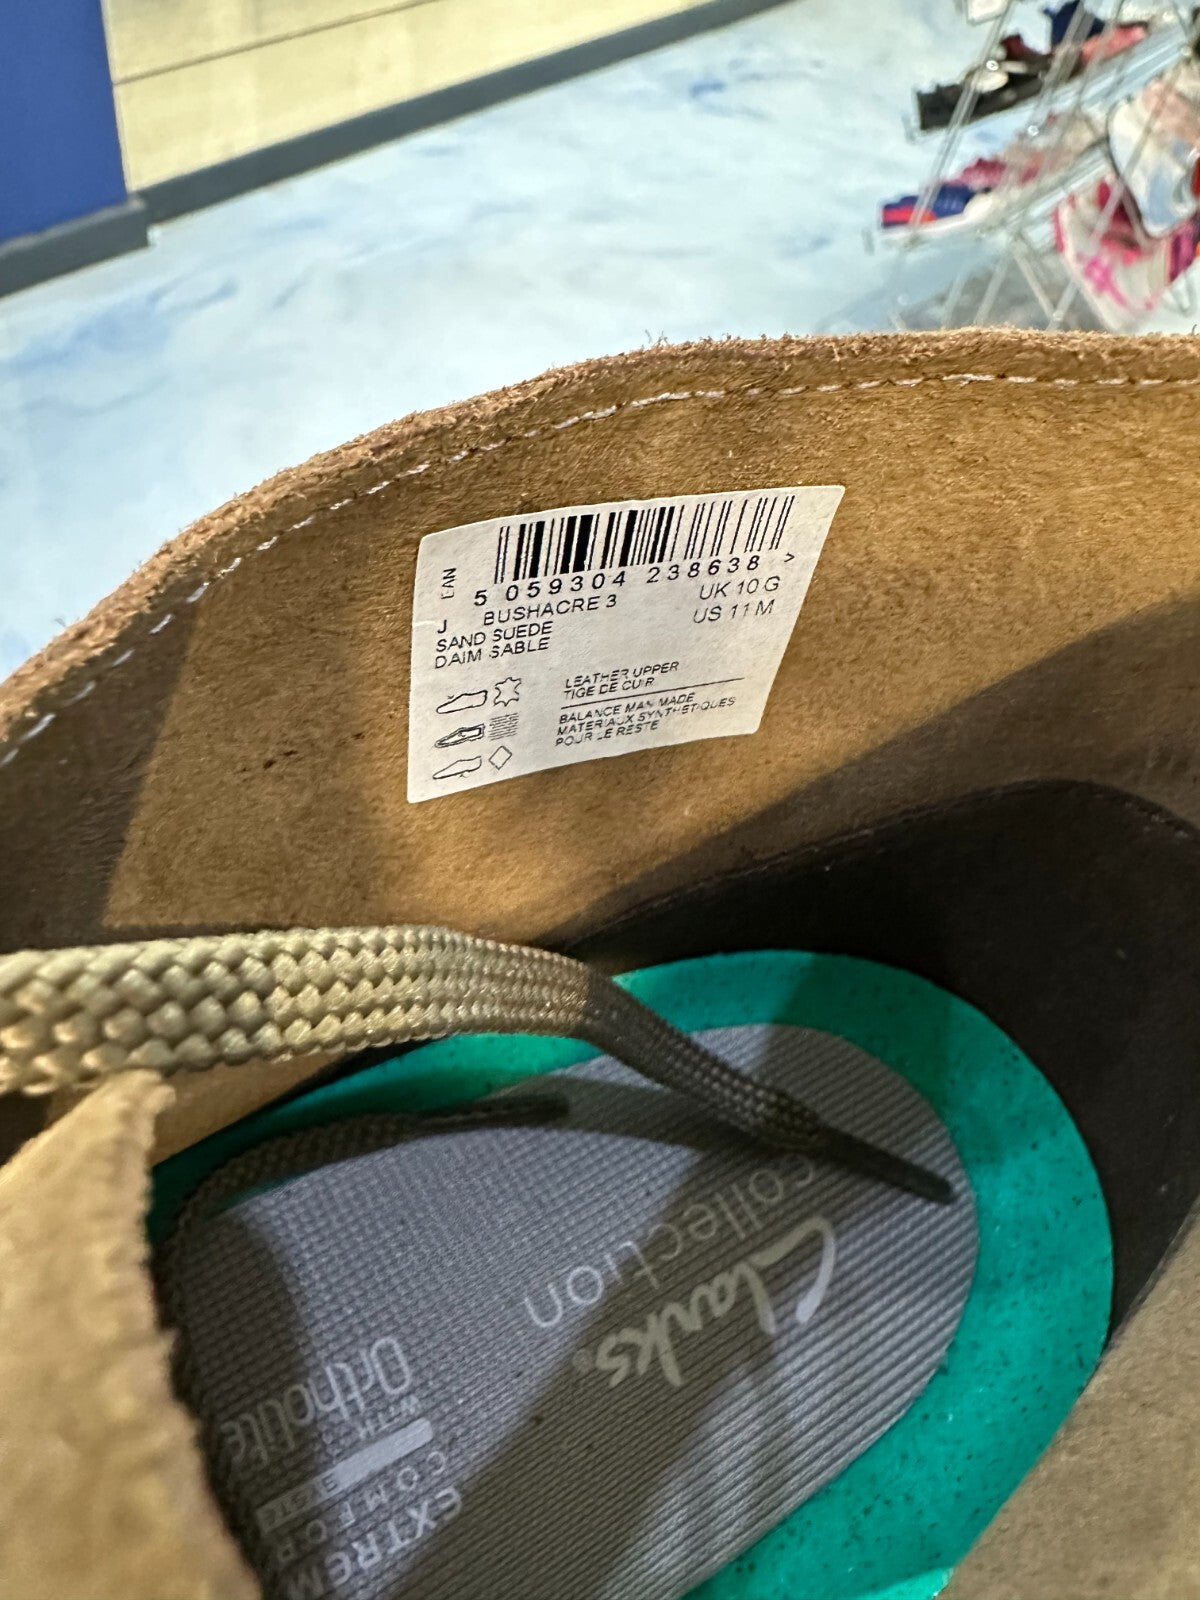 EAN
5 059304 238638 >
J BUSHACRE 3 UK 10 G
SAND SUEDE US 11 M
DAIM SABLE
LEATHER UPPER
TIGE DE CUIR
BALANCE MAN MADE
MATERIAUX SYNTHETIQUES
POUR LE RESTE
Clarks
collection
Ortholite
WITH
EXTREME
COMFORT